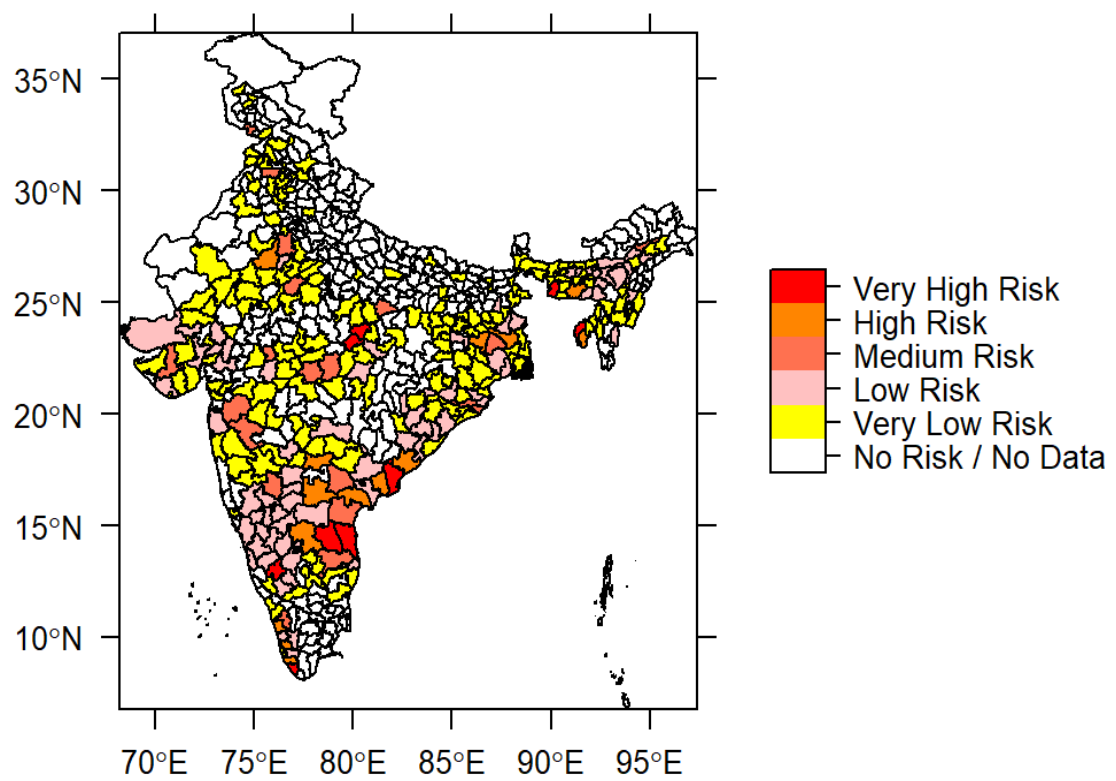 35°N
30°N
25°N
20°N
15°N
10°N
70°E 75°E 80°E 85°E 90°E 95°E
Very High Risk
High Risk
Medium Risk
Low Risk
Very Low Risk
No Risk / No Data